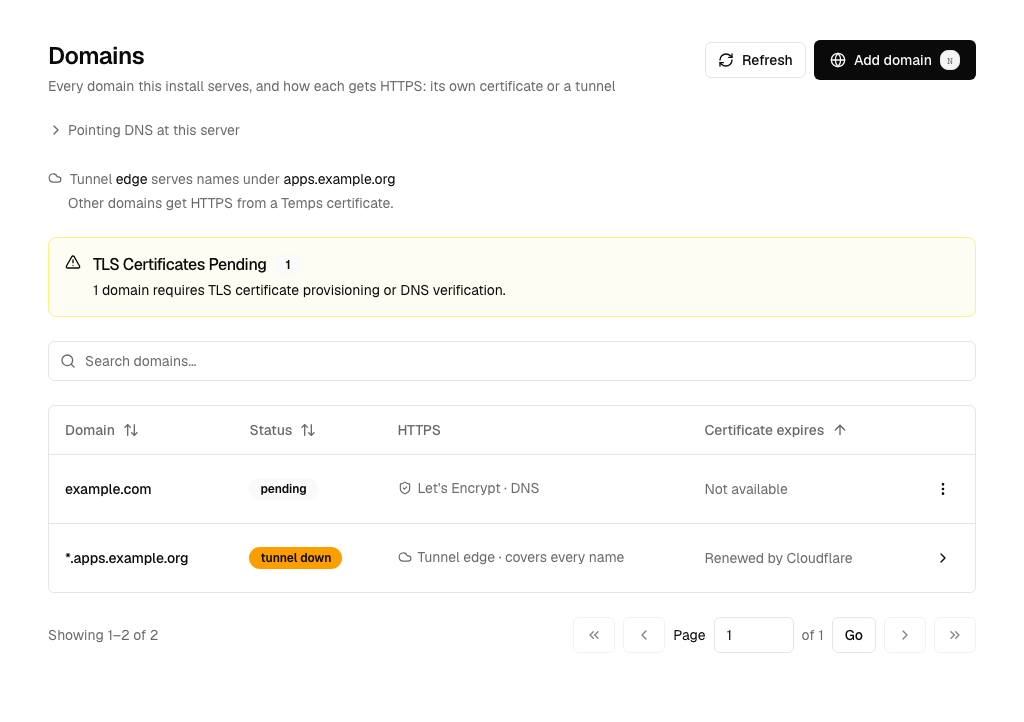 Domains
Every domain this install serves, and how each gets HTTPS: its own certificate or a tunnel
Refresh
Add domain N
Pointing DNS at this server
Tunnel edge serves names under apps.example.org
Other domains get HTTPS from a Temps certificate.
TLS Certificates Pending 1
1 domain requires TLS certificate provisioning or DNS verification.
Search domains...
Domain Status HTTPS Certificate expires
example.com pending Let's Encrypt · DNS Not available
*.apps.example.org tunnel down Tunnel edge · covers every name Renewed by Cloudflare
Showing 1–2 of 2 Page 1 of 1 Go